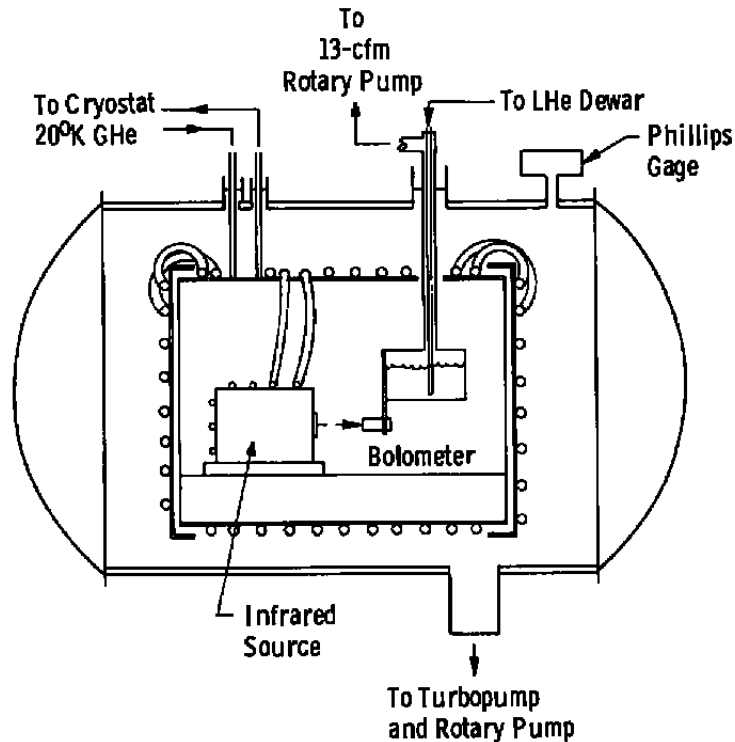 To
13-cfm
Rotary Pump
To Cryostat
20⁰K GHe
To LHe Dewar
Phillips
Gage
Bolometer
Infrared
Source
To Turbopump
and Rotary Pump